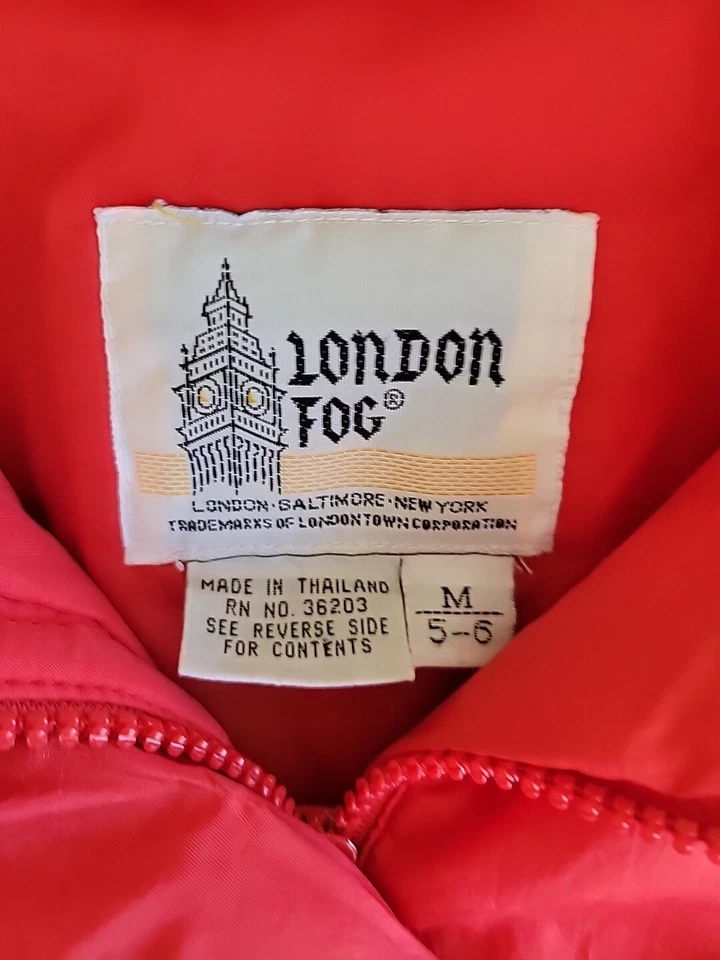 LONDON
FOG®
LONDON·BALTIMORE·NEW YORK
TRADEMARKS OF LONDONTOWN CORPORATION
MADE IN THAILAND
RN NO. 36203
SEE REVERSE SIDE
FOR CONTENTS
M
5-6